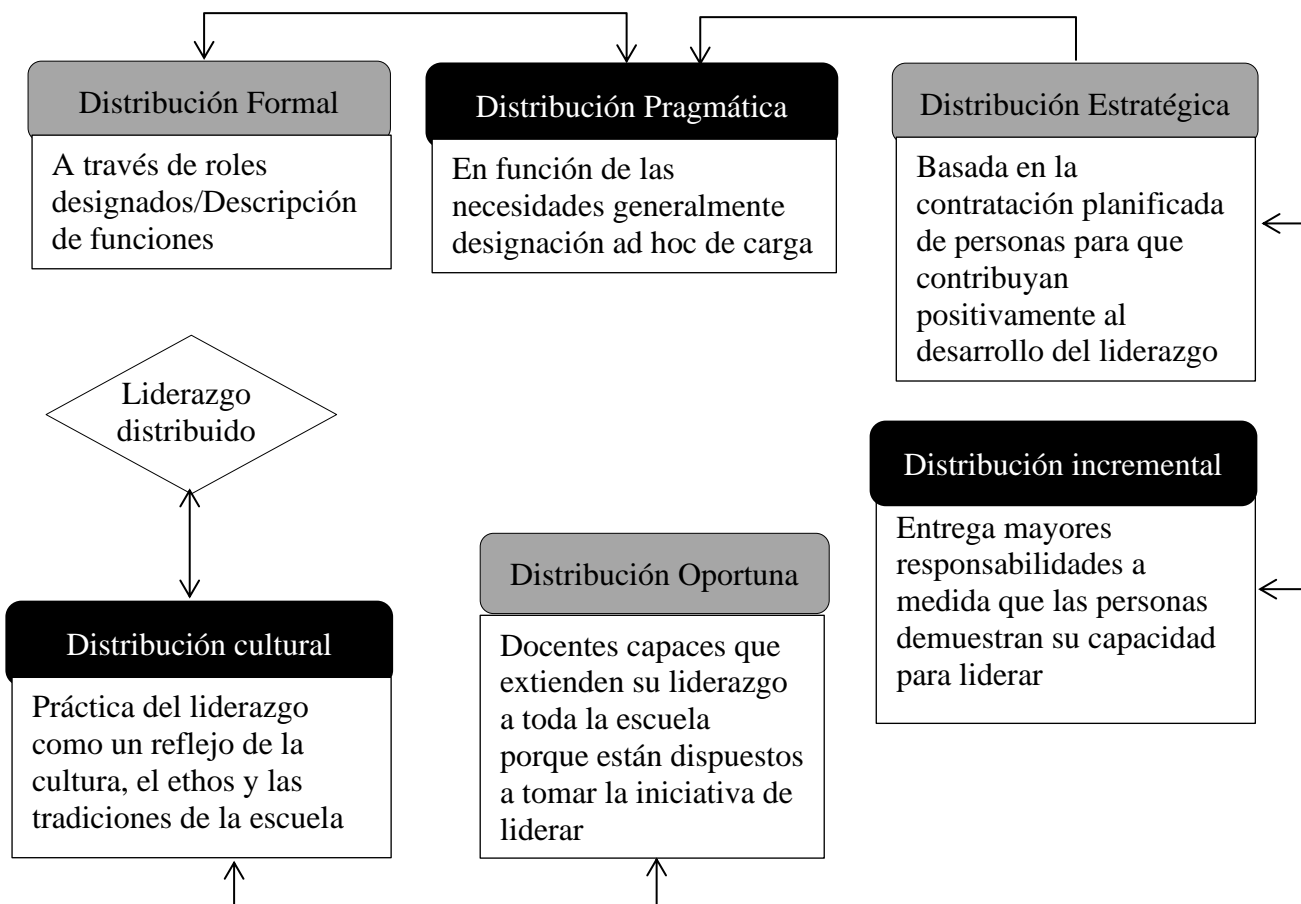 Distribución Formal
A través de roles
designados/Descripción
de funciones
Distribución Pragmática
En función de las
necesidades generalmente
designación ad hoc de carga
Distribución Estratégica
Basada en la
contratación planificada
de personas para que
contribuyan
positivamente al
desarrollo del liderazgo
Liderazgo
distribuido
Distribución incremental
Entrega mayores
responsabilidades a
medida que las personas
demuestran su capacidad
para liderar
Distribución cultural
Práctica del liderazgo
como un reflejo de la
cultura, el ethos y las
tradiciones de la escuela
Distribución Oportuna
Docentes capaces que
extienden su liderazgo
a toda la escuela
porque están dispuestos
a tomar la iniciativa de
liderar